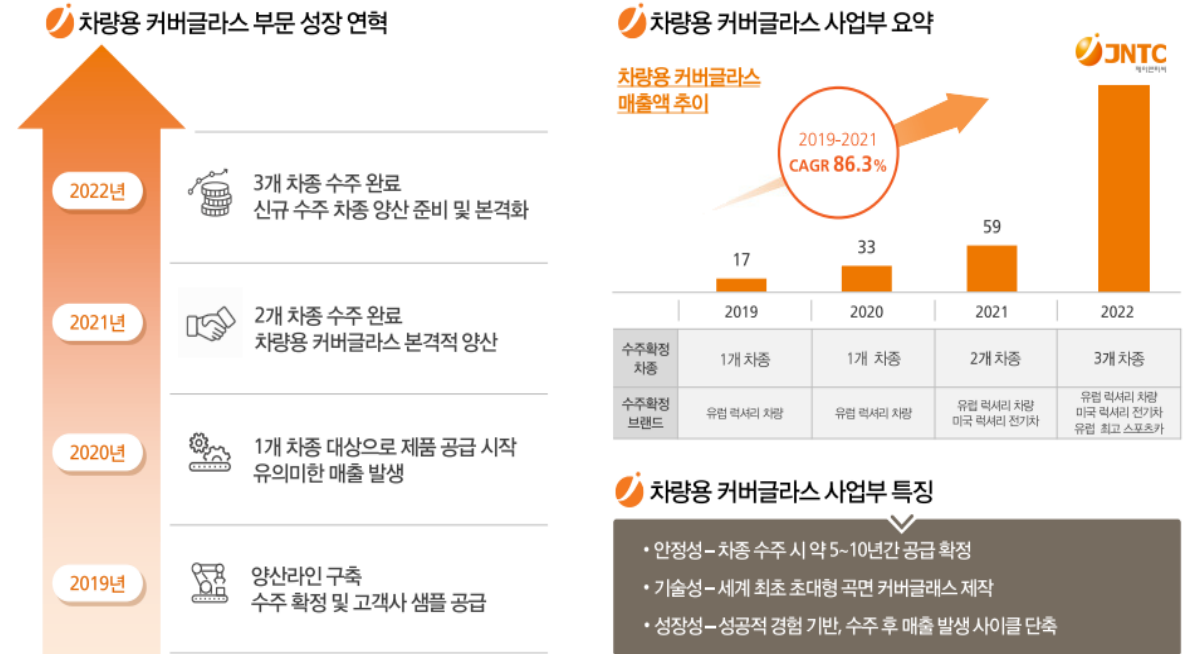 차량용 커버글라스 부문 성장 연혁
2022년
3개 차종 수주 완료
신규 수주 차종 양산 준비 및 본격화
2021년
2개 차종 수주 완료
차량용 커버글라스 본격적 양산
2020년
1개 차종 대상으로 제품 공급 시작
유의미한 매출 발생
2019년
양산라인 구축
수주 확정 및 고객사 샘플 공급
차량용 커버글라스 사업부 요약
JNTC
제이앤티씨
차량용 커버글라스
매출액 추이
2019-2021
CAGR 86.3%
17
33
59
2019 2020 2021 2022
수주확정
차종
1개 차종 1개 차종 2개 차종 3개 차종
수주확정
브랜드
유럽 럭셔리 차량
유럽 럭셔리 차량
유럽 럭셔리 차량
미국 럭셔리 전기차
유럽 럭셔리 차량
미국 럭셔리 전기차
유럽 최고 스포츠카
차량용 커버글라스 사업부 특징
• 안정성 – 차종 수주 시 약 5~10년간 공급 확정
• 기술성 – 세계 최초 초대형 곡면 커버글래스 제작
• 성장성 – 성공적 경험 기반, 수주 후 매출 발생 사이클 단축